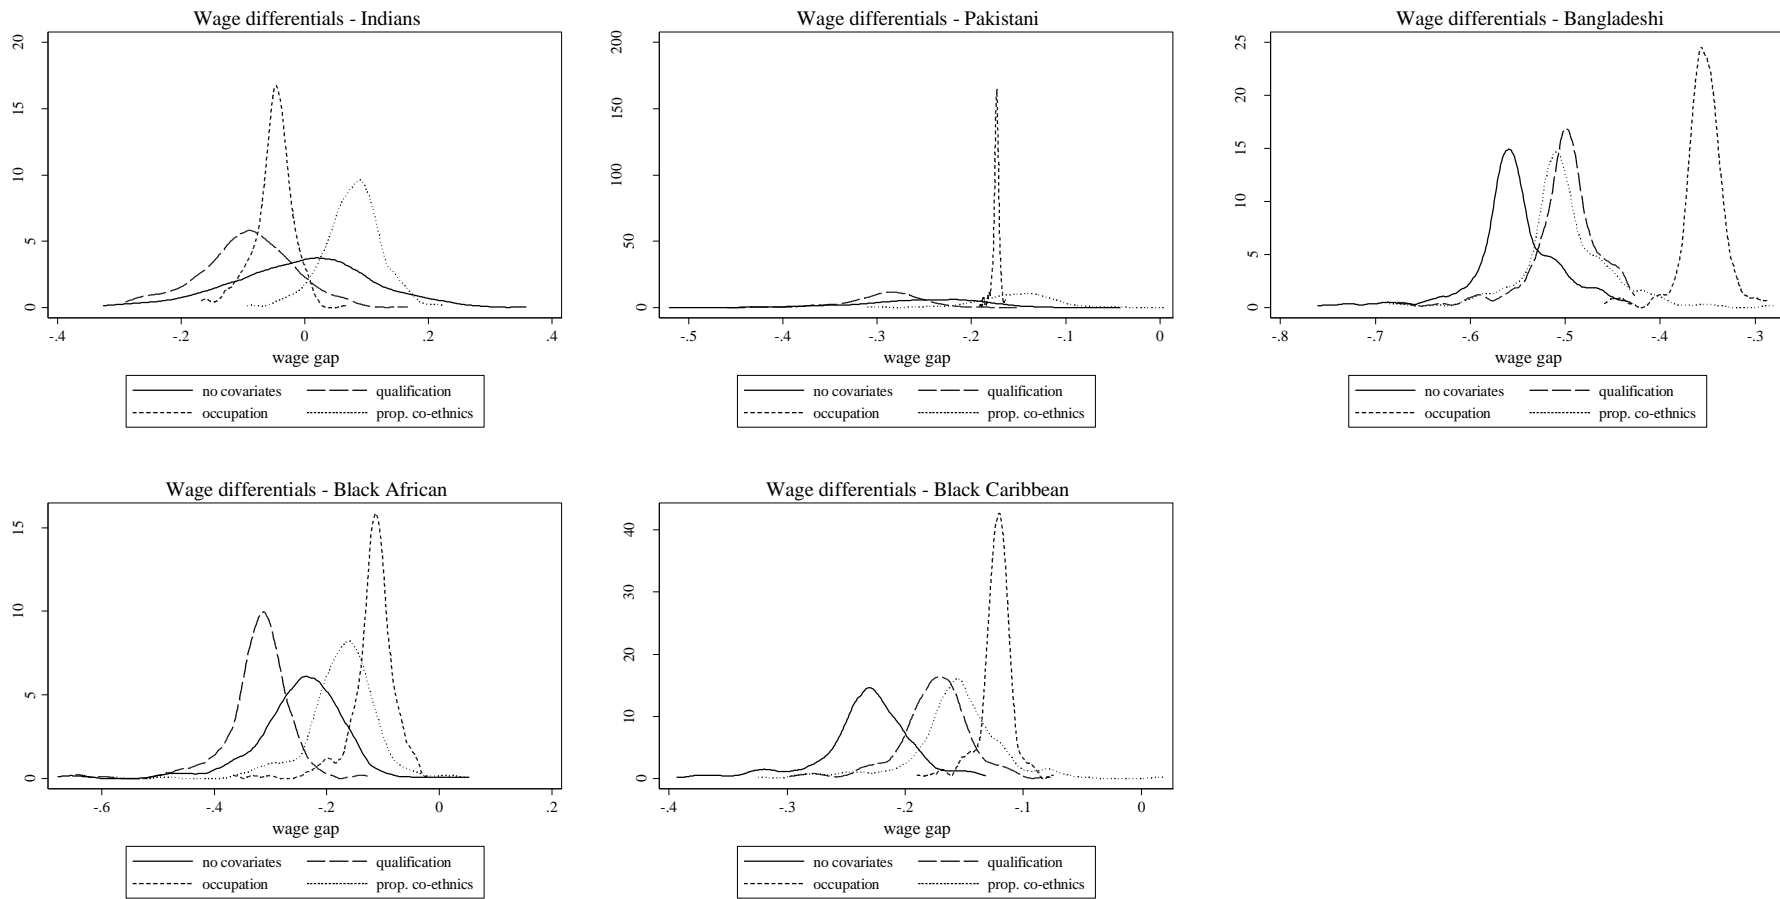 Wage differentials - Indians
20
15
10
5
0
-.4 -.2 0 .2 .4
wage gap
no covariates qualification
occupation prop. co-ethnics
Wage differentials - Pakistani
200
150
100
50
0
-.5 -.4 -.3 -.2 -.1 0
wage gap
no covariates qualification
occupation prop. co-ethnics
Wage differentials - Bangladeshi
25
20
15
10
5
0
-.8 -.7 -.6 -.5 -.4 -.3
wage gap
no covariates qualification
occupation prop. co-ethnics
Wage differentials - Black African
15
10
5
0
-.6 -.4 -.2 0 .2
wage gap
no covariates qualification
occupation prop. co-ethnics
Wage differentials - Black Caribbean
40
30
20
10
0
-.4 -.3 -.2 -.1 0
wage gap
no covariates qualification
occupation prop. co-ethnics